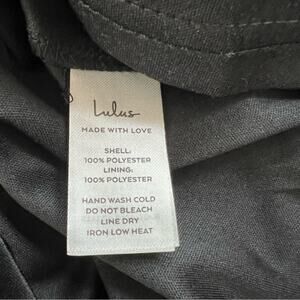 Lulus
MADE WITH LOVE
SHELL:
100% POLYESTER
LINING:
100% POLYESTER
HAND WASH COLD
DO NOT BLEACH
LINE DRY
IRON LOW HEAT